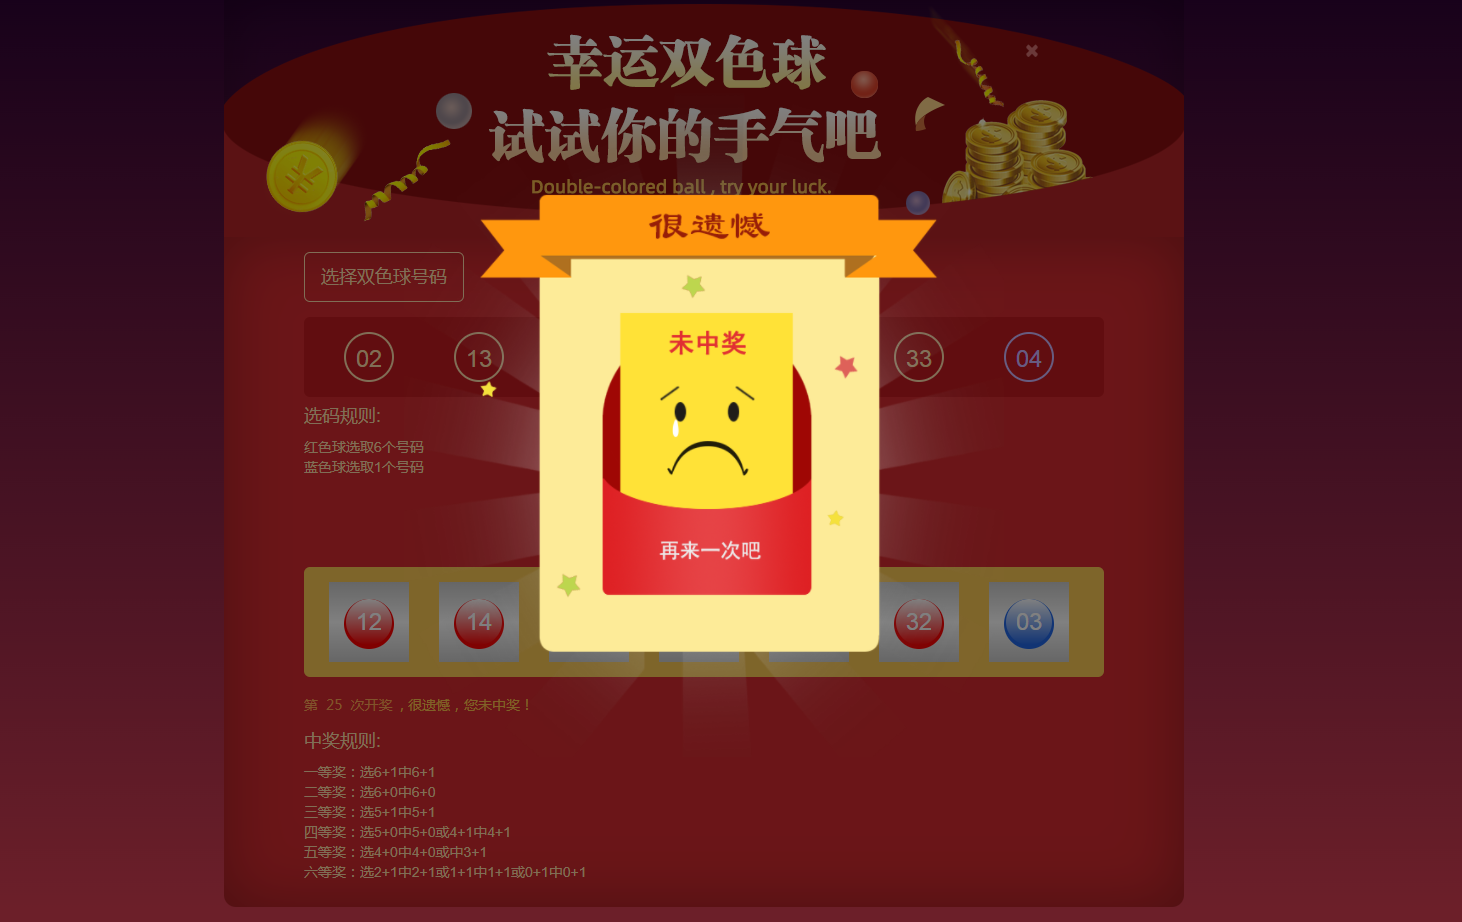 幸运双色球
试试你的手气吧
Double-colored ball , try your luck.
很遗憾
选择双色球号码
未中奖
02 13 33 04
选码规则:
红色球选取6个号码
蓝色球选取1个号码
再来一次吧
12 14 32 03
第 25 次开奖 , 很遗憾 , 您未中奖 !
中奖规则:
一等奖：选6+1中6+1
二等奖：选6+0中6+0
三等奖：选5+1中5+1
四等奖：选5+0中5+0或4+1中4+1
五等奖：选4+0中4+0或中3+1
六等奖：选2+1中2+1或1+1中1+1或0+1中0+1